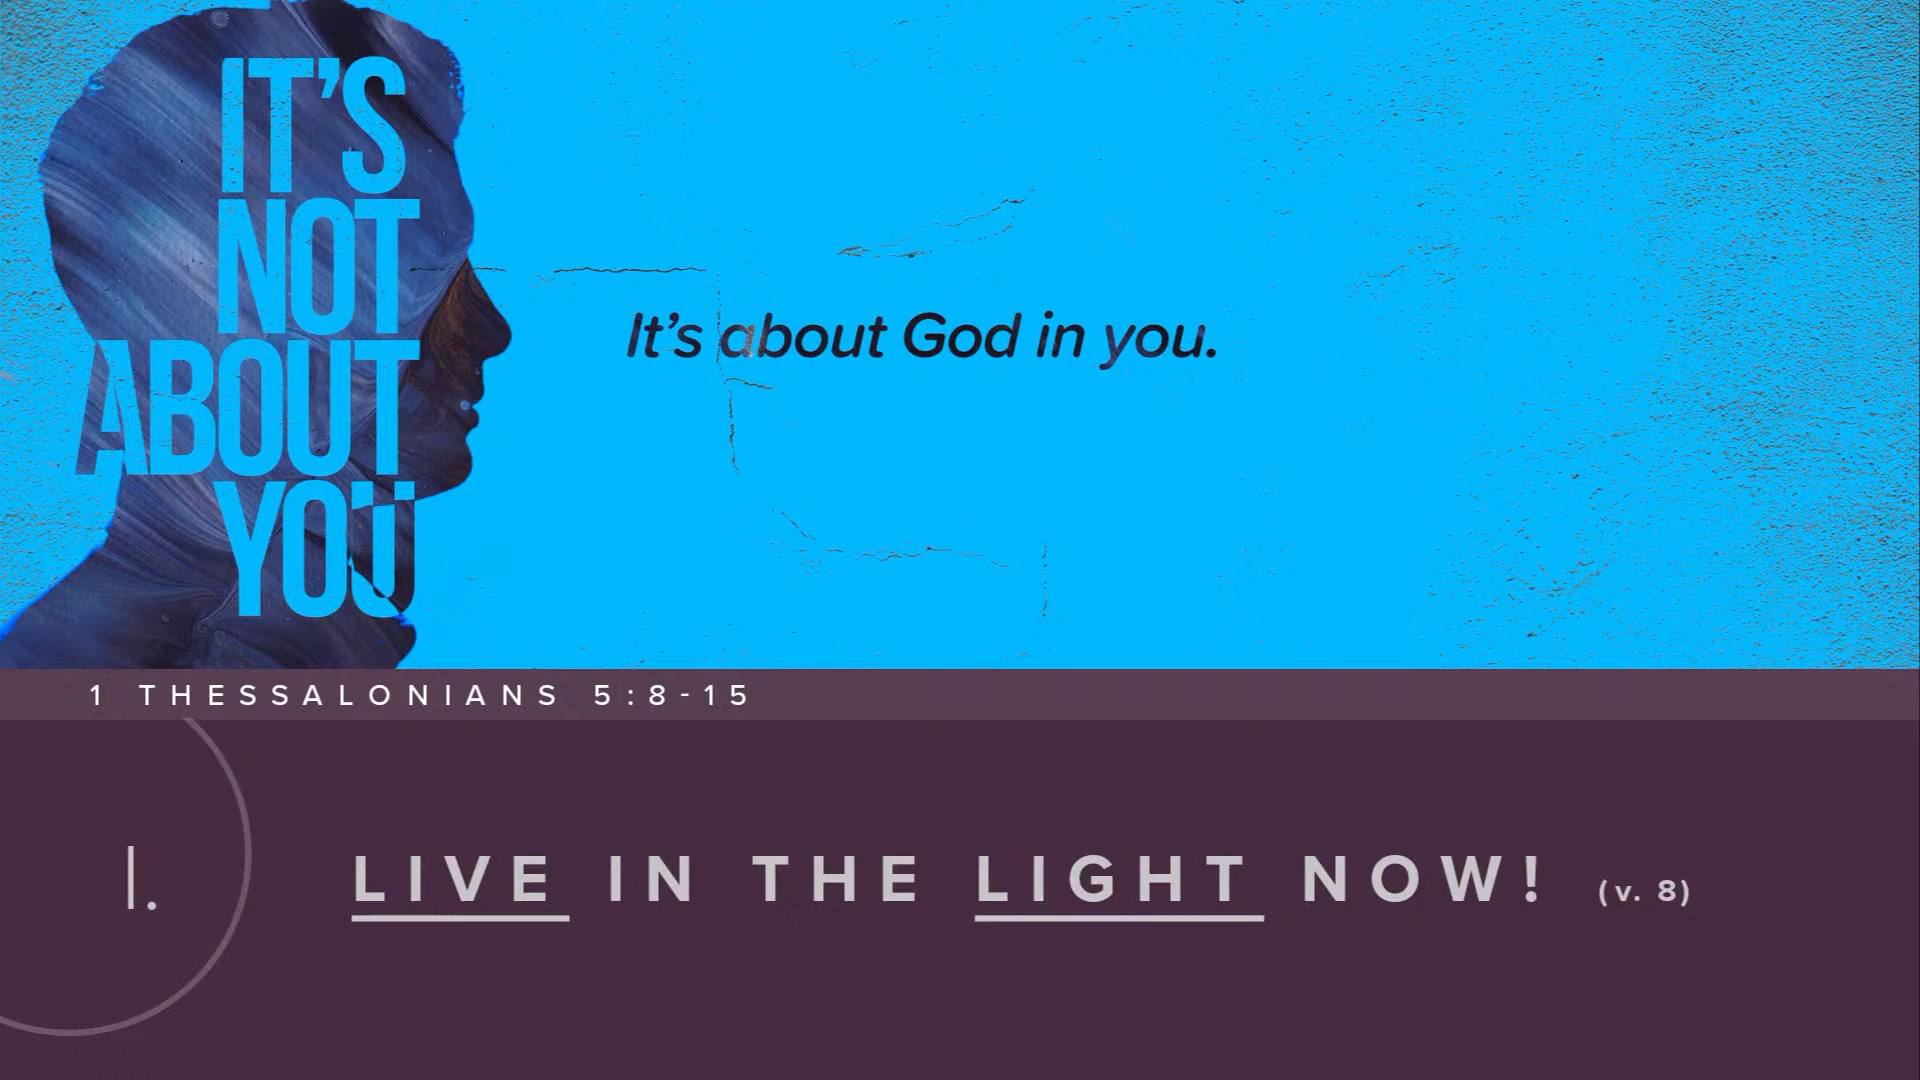 IT'S
NOT
ABOUT
YOU
It's about God in you.
1 THESSALONIANS 5:8-15
I. LIVE IN THE LIGHT NOW! (v. 8)